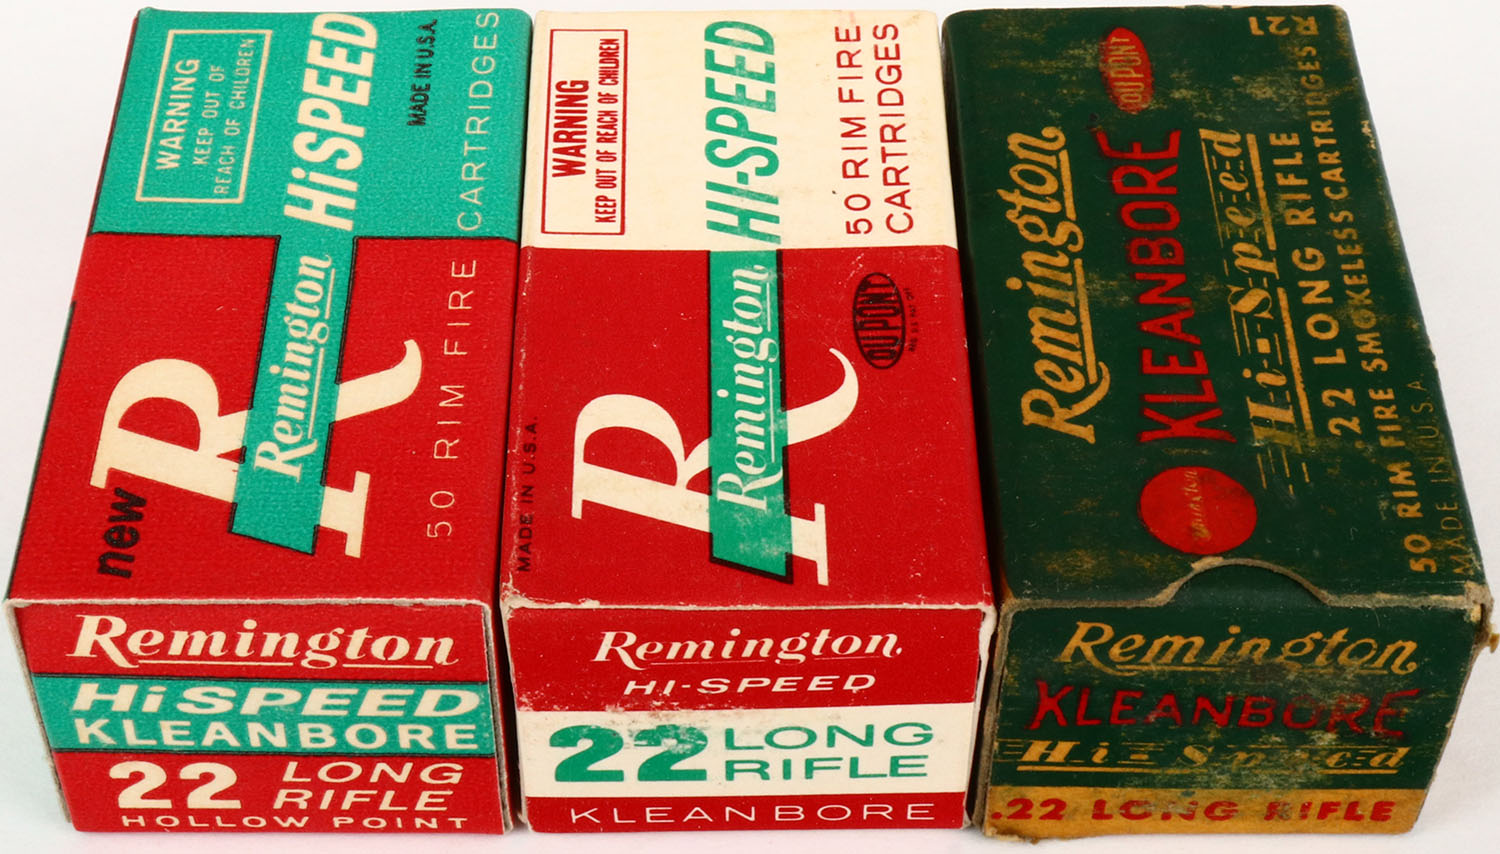 WARNING
KEEP OUT OF
REACH OF CHILDREN
Remington HiSPEED
MADE IN U.S.A.
50 RIM FIRE CARTRIDGES
new
R
Remington
HiSPEED
KLEANBORE
22 LONG
RIFLE
HOLLOW POINT
WARNING
KEEP OUT OF REACH OF CHILDREN
Remington HI-SPEED
50 RIM FIRE
CARTRIDGES
R
DUPONT
MADE IN U.S.A.
Remington
HI-SPEED
22 LONG
RIFLE
KLEANBORE
R 21
DUPONT
Remington
KLEANBORE
Hi-Speed
22 LONG RIFLE
50 RIM FIRE SMOKELESS CARTRIDGES
MADE IN U.S.A
Remington
KLEANBORE
Hi-Speed
.22 LONG RIFLE